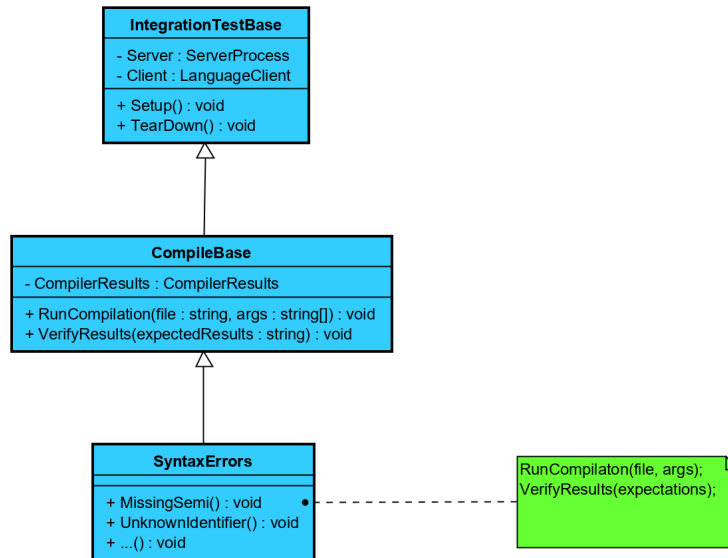 IntegrationTestBase
- Server : ServerProcess
- Client : LanguageClient
+ Setup() : void
+ TearDown() : void
CompileBase
- CompilerResults : CompilerResults
+ RunCompilation(file : string, args : string[]) : void
+ VerifyResults(expectedResults : string) : void
SyntaxErrors
+ MissingSemi() : void
+ UnknownIdentifier() : void
+ ...() : void
RunCompilaton(file, args);
VerifyResults(expectations);